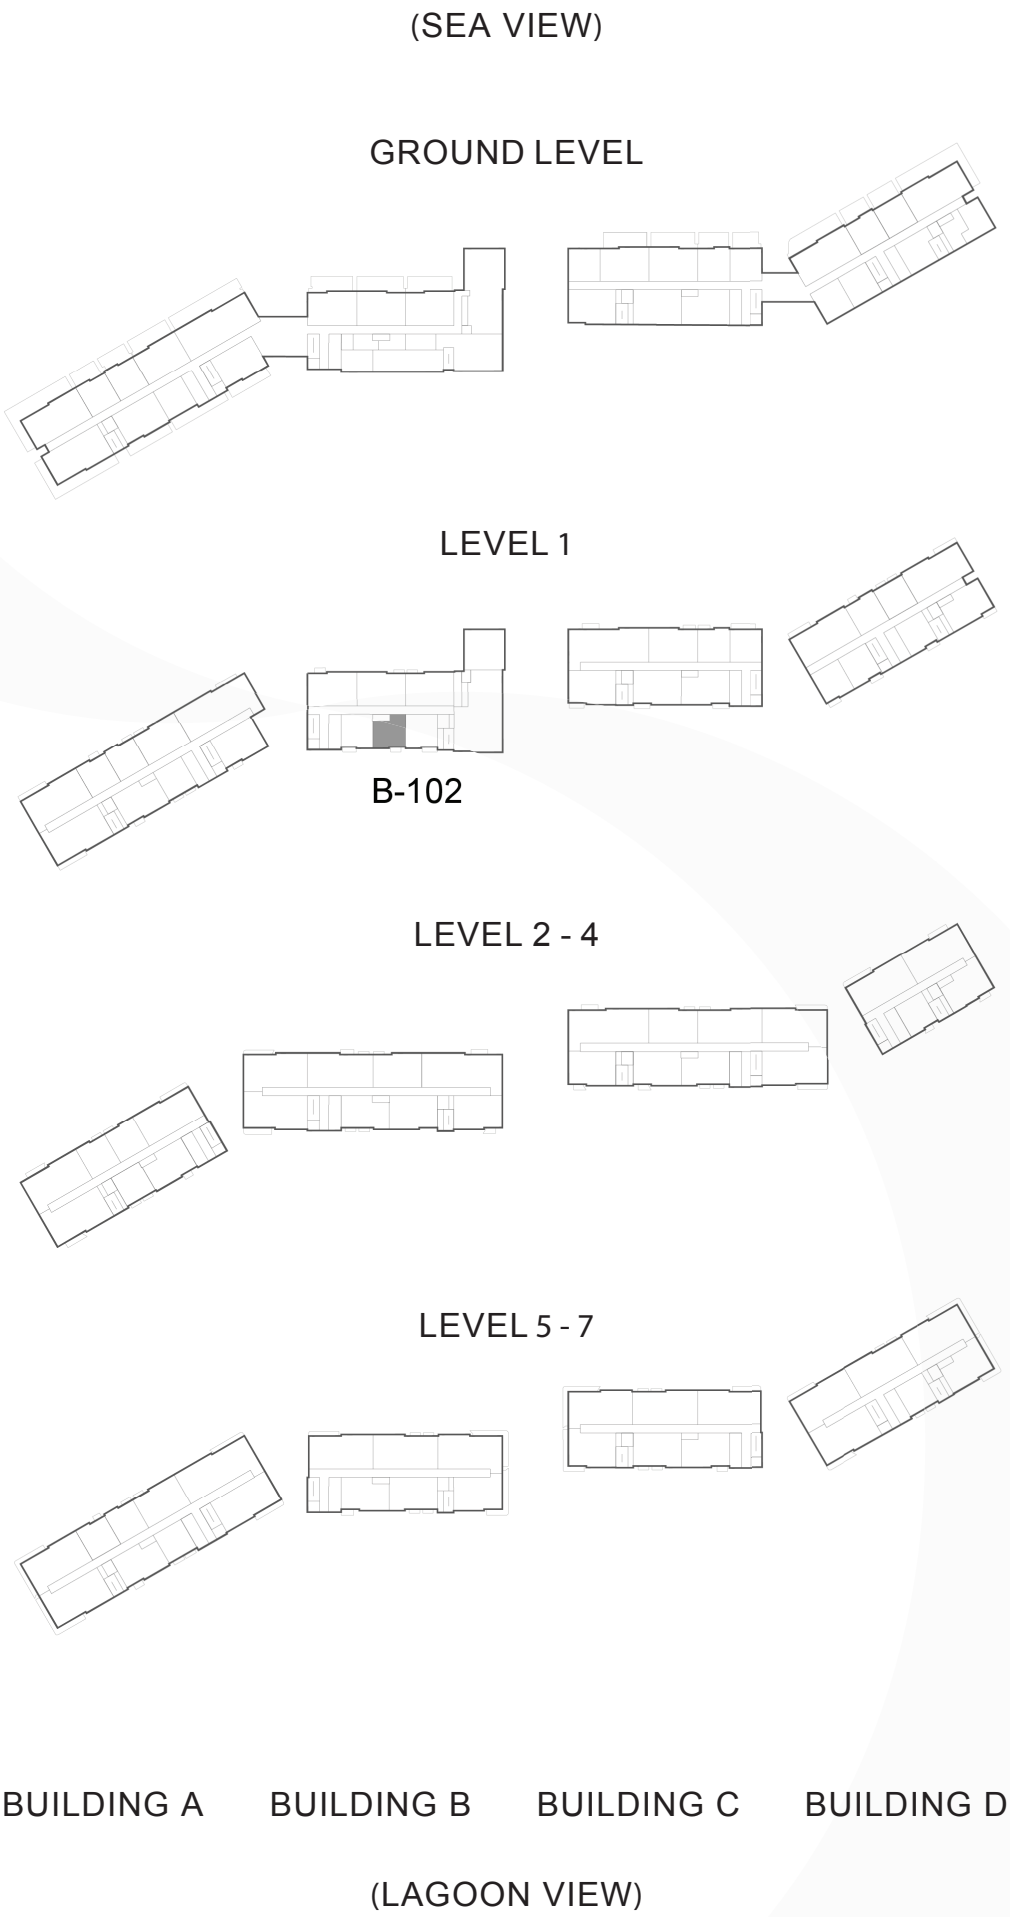 (SEA VIEW)
GROUND LEVEL
LEVEL 1
B-102
LEVEL 2 - 4
LEVEL 5 - 7
BUILDING A BUILDING B BUILDING C BUILDING D
(LAGOON VIEW)